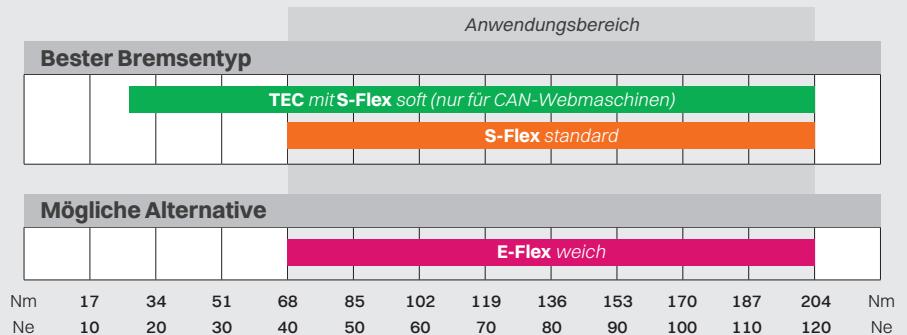 Anwendungsbereich
Bester Bremsentyp
TEC mit S-Flex soft (nur für CAN-Webmaschinen)
S-Flex standard
Mögliche Alternative
E-Flex weich
Nm 17 34 51 68 85 102 119 136 153 170 187 204 Nm
Ne 10 20 30 40 50 60 70 80 90 100 110 120 Ne